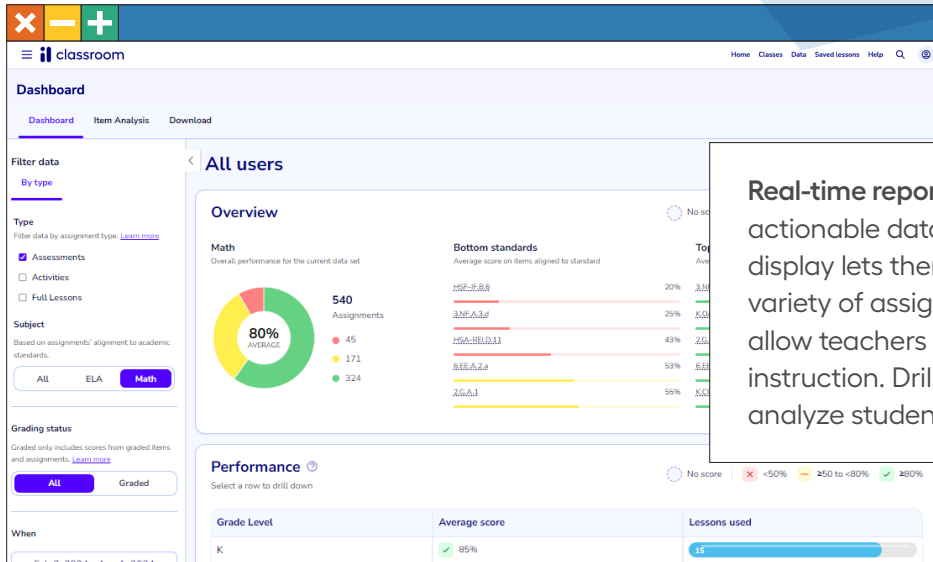 classroom
Home Classes Data Saved lessons Help
Dashboard
Dashboard Item Analysis Download
Filter data
By type
Type
Filter data by assignment type. Learn more
Assessments
Activities
Full Lessons
Subject
Based on assignments' alignment to academic
standards.
All ELA Math
Grading status
Graded only includes scores from graded items
and assignments. Learn more
All Graded
When
All users
Overview
No sc
Math
Overall performance for the current data set
80%
AVERAGE
540
Assignments
45
171
324
Bottom standards
Average score on items aligned to standard
HSF-IF.B.6 20%
3.NF.A.3.d 25%
HSA-REI.D.11 43%
6.EE.A.2.a 53%
2.G.A.1 55%
To
Ave
3.N
K.O
2.G
6.EE
K.C
Real-time repor
actionable data
display lets the
variety of assig
allow teachers
instruction. Dril
analyze studen
Performance
Select a row to drill down
No score <50% ≥50 to <80% ≥80%
Grade Level Average score Lessons used
K 85% 15